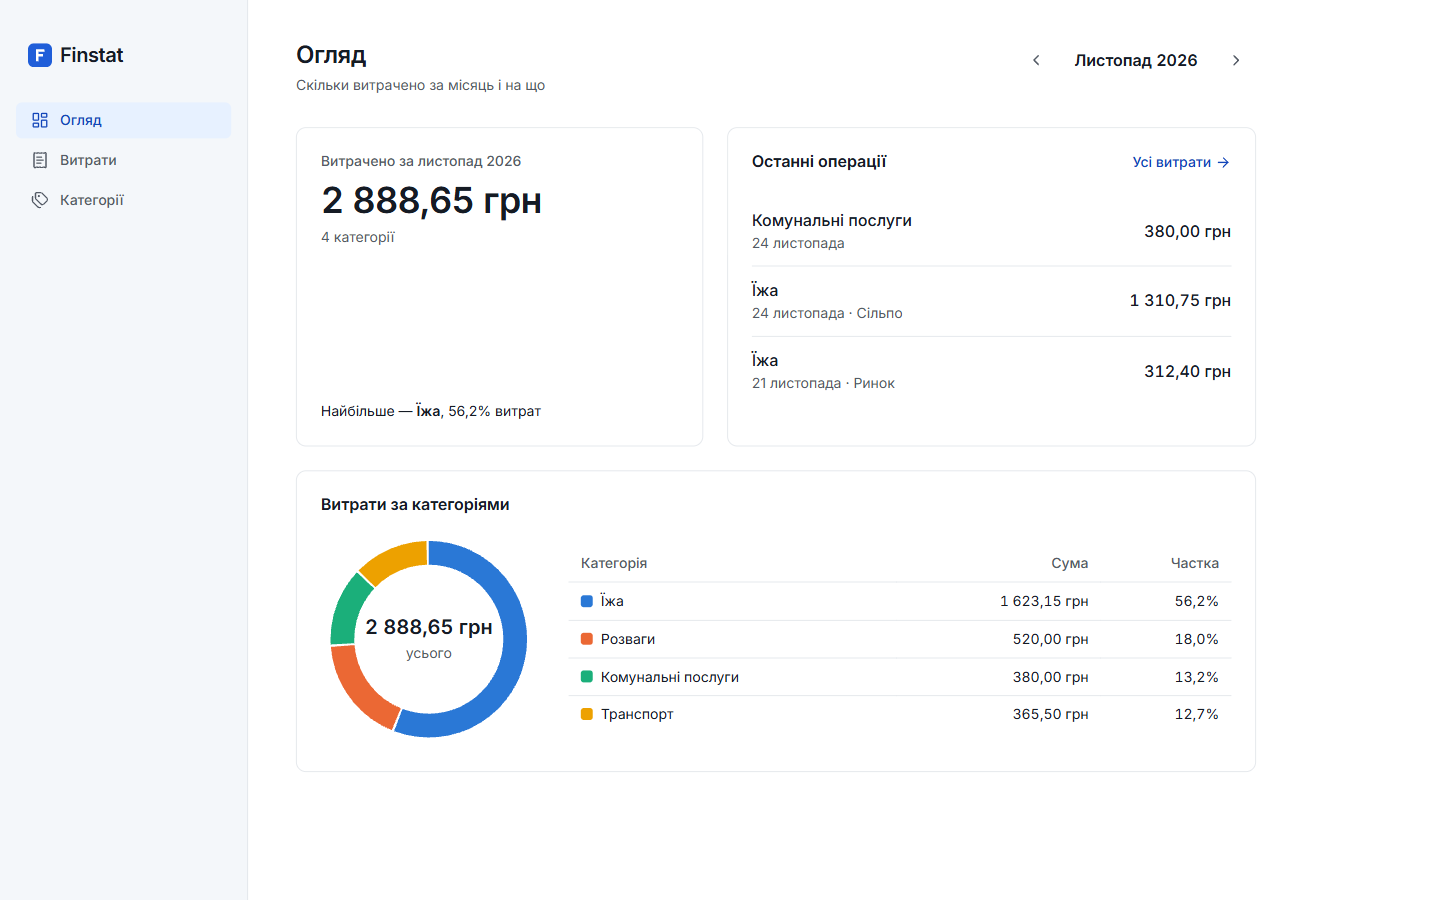 Finstat
Огляд
Витрати
Категорії
Огляд
Скільки витрачено за місяць і на що
Листопад 2026
Витрачено за листопад 2026
2 888,65 грн
4 категорії
Найбільше — Їжа, 56,2% витрат
Останні операції
Усі витрати →
Комунальні послуги
24 листопада
380,00 грн
Їжа
24 листопада · Сільпо
1 310,75 грн
Їжа
21 листопада · Ринок
312,40 грн
Витрати за категоріями
2 888,65 грн
усього
Категорія Сума Частка
Їжа 1 623,15 грн 56,2%
Розваги 520,00 грн 18,0%
Комунальні послуги 380,00 грн 13,2%
Транспорт 365,50 грн 12,7%